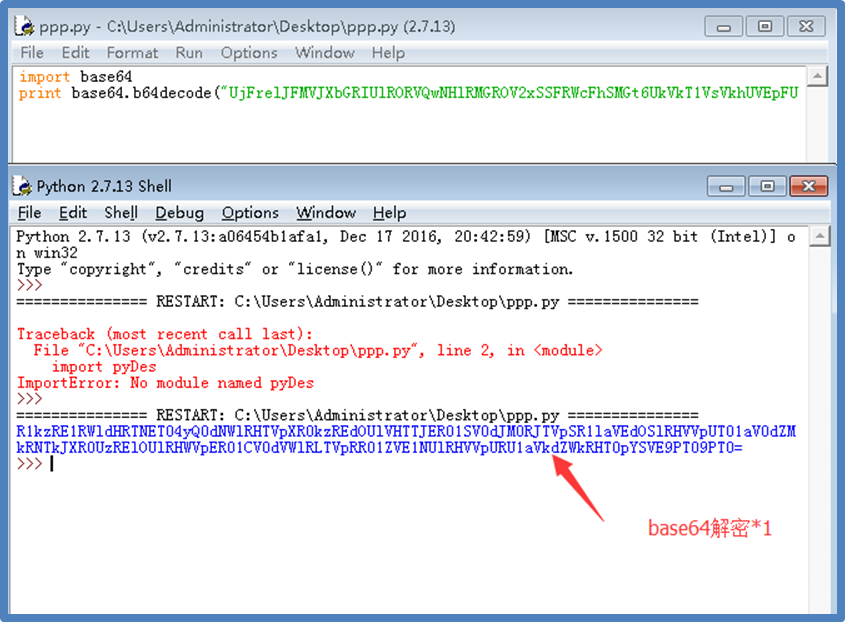 ppp.py - C:\Users\Administrator\Desktop\ppp.py (2.7.13)
File Edit Format Run Options Window Help
import base64
print base64.b64decode("UjFrelJFMVJXbGRIUlRORVQwNHlRMGROV2xSSFRWcFhSMGt6UkVkT1VsVkhUVEpFU
Python 2.7.13 Shell
File Edit Shell Debug Options Window Help
Python 2.7.13 (v2.7.13:a06454b1afa1, Dec 17 2016, 20:42:59) [MSC v.1500 32 bit (Intel)] o
n win32
Type "copyright", "credits" or "license()" for more information.
>>>
=============== RESTART: C:\Users\Administrator\Desktop\ppp.py ===============
Traceback (most recent call last):
File "C:\Users\Administrator\Desktop\ppp.py", line 2, in <module>
import pyDes
ImportError: No module named pyDes
>>>
=============== RESTART: C:\Users\Administrator\Desktop\ppp.py ===============
R1kzRE1RWldHRTNET04yQ0dNWlRHTVpXR0kzREdOUlVHTTJERO1SV0dJM0RJTVpSR1laVEdOSlRHVVpUT01aV0dZM
kRNTkJXR0UzRElOUlRHWVpER01CV0dVWlRLTVpRR01ZVE1NUlRHVVpURU1aVkdZWkRHT0pYSVE9PT09PT0=
>>>
base64解密*1